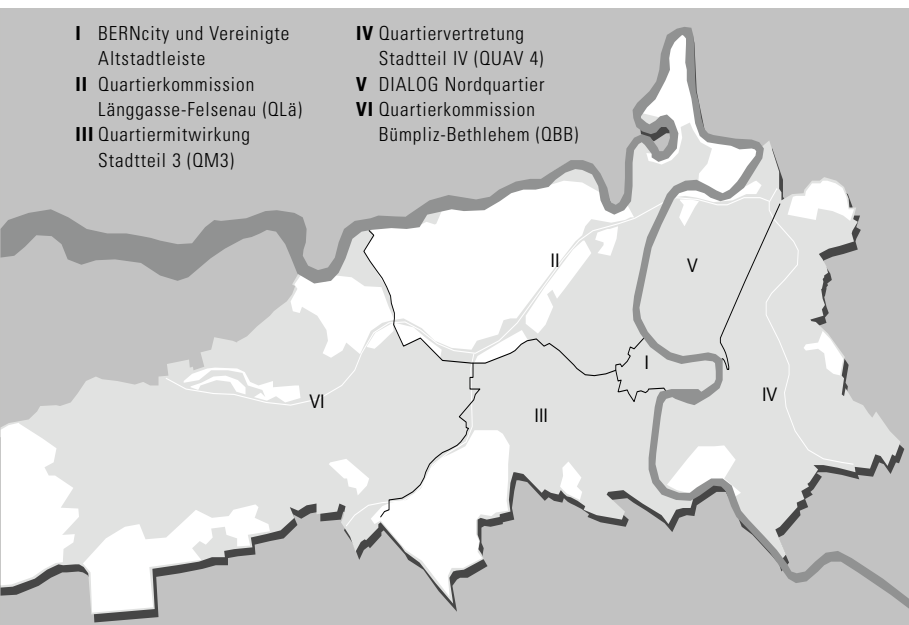 I BERNcity und Vereinigte
Altstadtleiste
II Quartierkommission
Länggasse-Felsenau (QLä)
III Quartiermitwirkung
Stadtteil 3 (QM3)
IV Quartiervertretung
Stadtteil IV (QUAV 4)
V DIALOG Nordquartier
VI Quartierkommission
Bümpliz-Bethlehem (QBB)
II
V
I
IV
VI
III